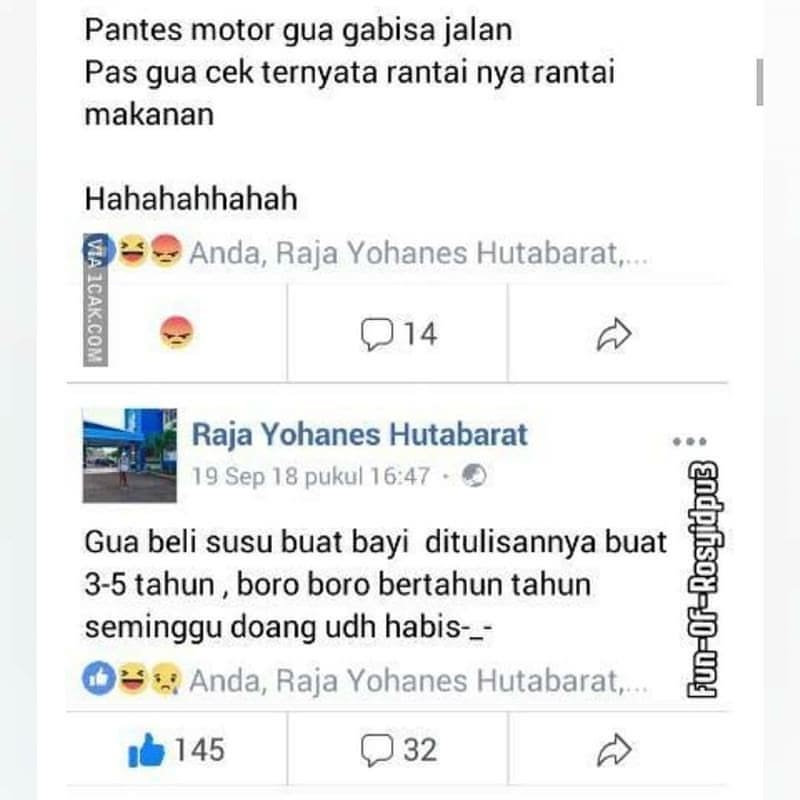 Pantes motor gua gabisa jalan
Pas gua cek ternyata rantai nya rantai
makanan
Hahahahhahah
Anda, Raja Yohanes Hutabarat,...
VIA 1CAK.COM
14
Raja Yohanes Hutabarat
19 Sep 18 pukul 16:47 ·
Gua beli susu buat bayi ditulisannya buat
3-5 tahun , boro boro bertahun tahun
seminggu doang udh habis-_-
Anda, Raja Yohanes Hutabarat,...
Fun-Of-Rosyidpu3
145
32